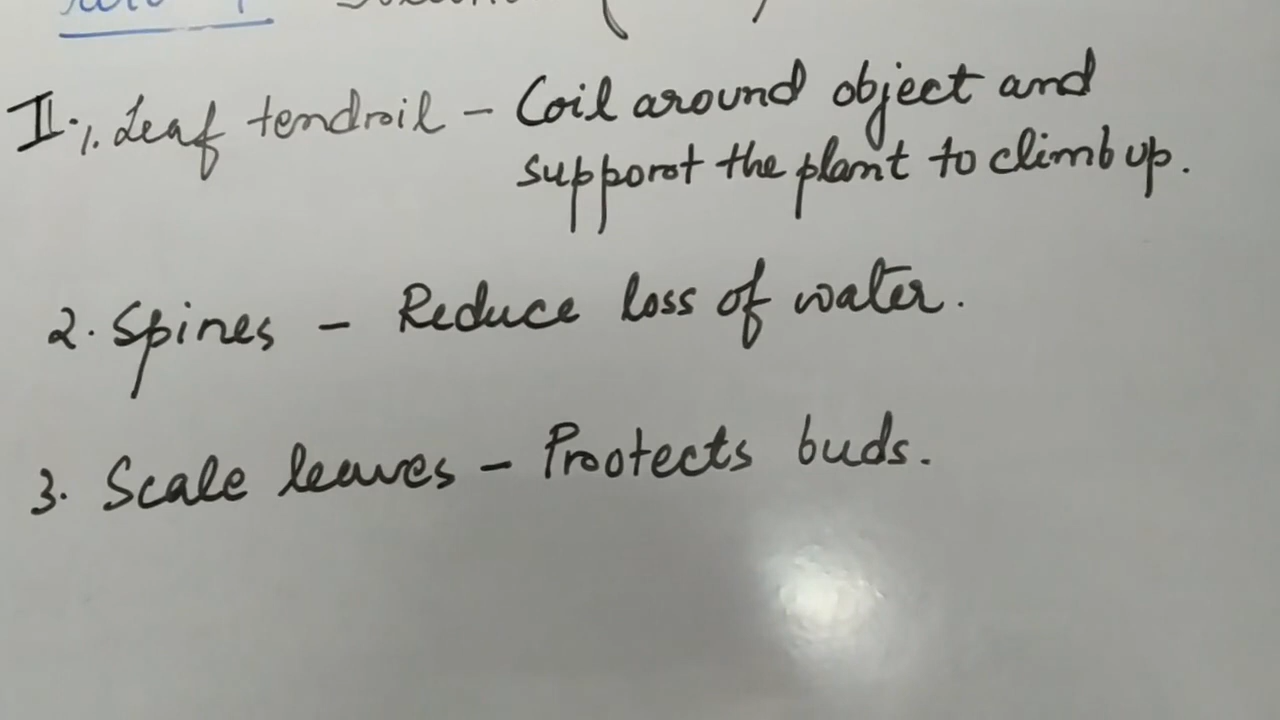 II. 1. Leaf tendril - Coil around object and
support the plant to climb up.
2. Spines - Reduce loss of water.
3. Scale leaves - Protects buds.